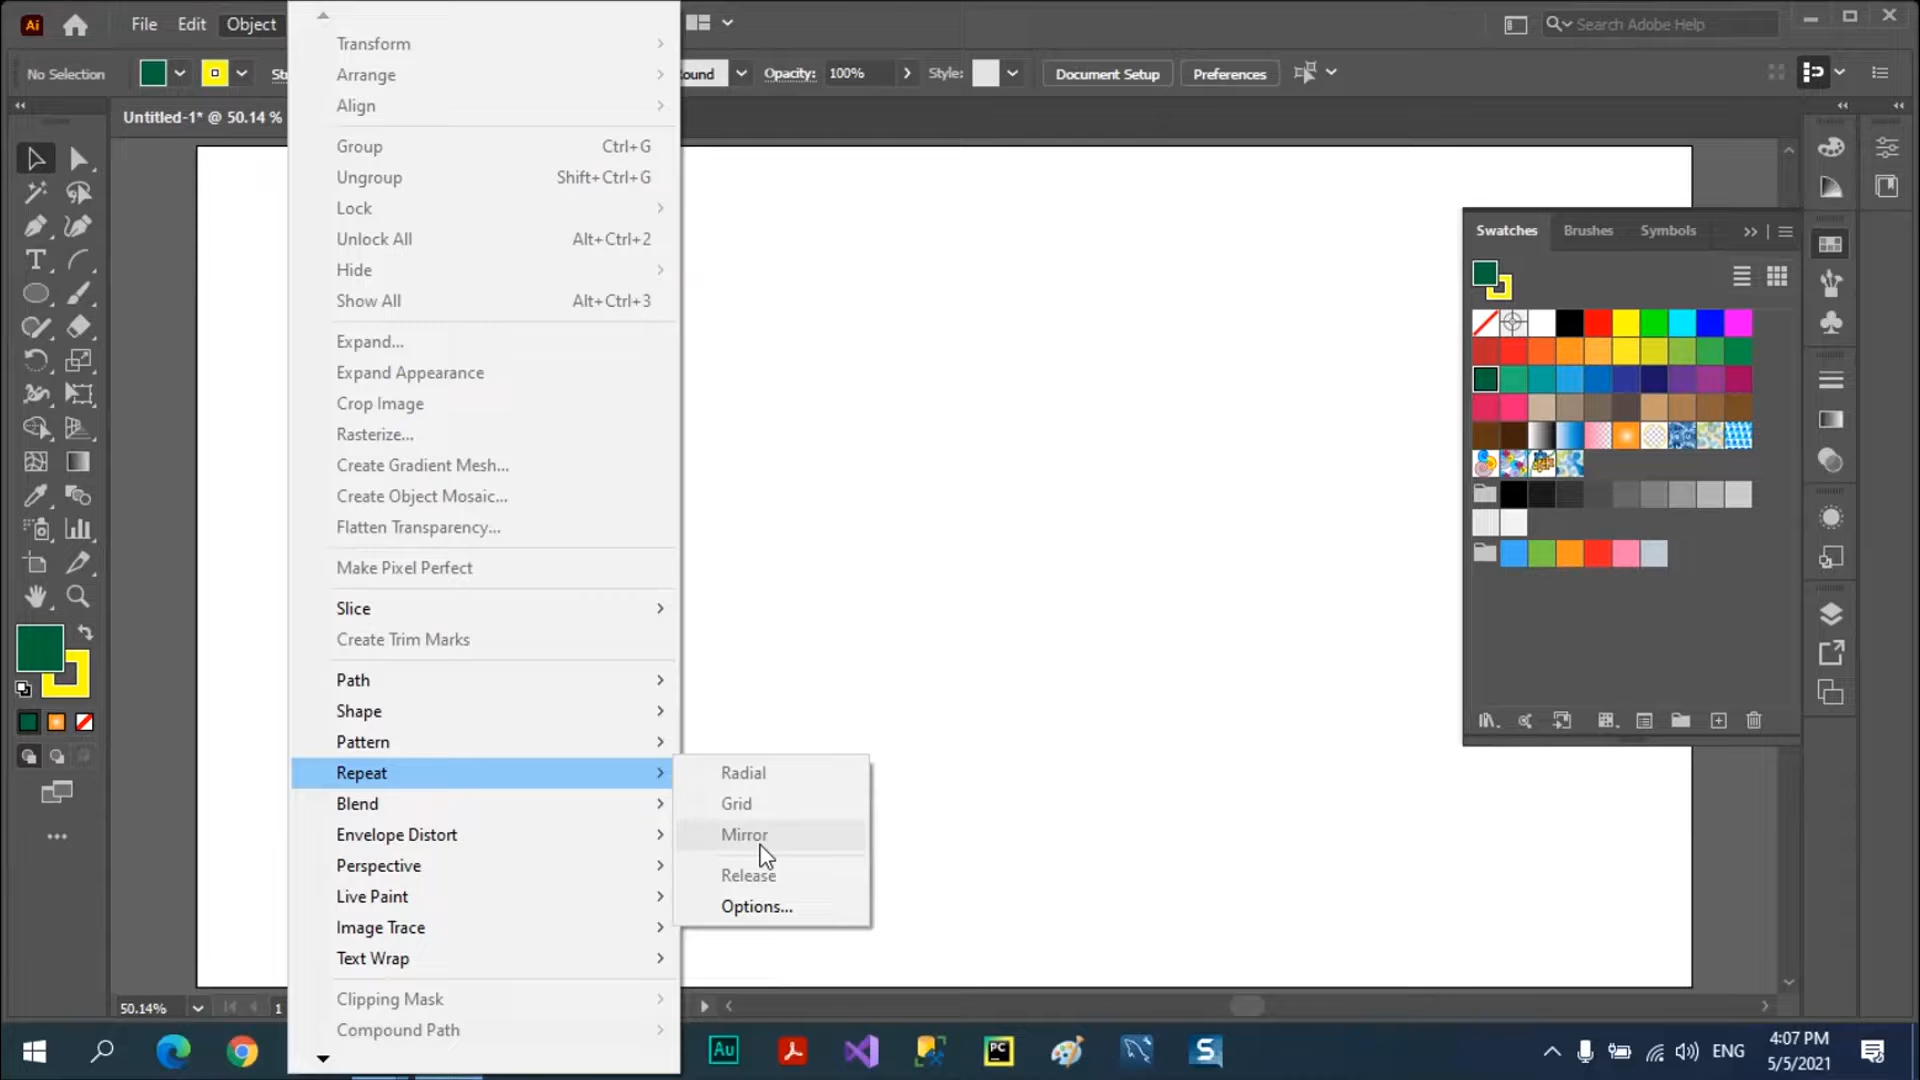 Ai File Edit Object Search Adobe Help
No Selection Opacity: 100% Style: Document Setup Preferences
Untitled-1* @ 50.14 %
Transform
Arrange
Align
Group Ctrl+G
Ungroup Shift+Ctrl+G
Lock
Unlock All Alt+Ctrl+2
Hide
Show All Alt+Ctrl+3
Expand...
Expand Appearance
Crop Image
Rasterize...
Create Gradient Mesh...
Create Object Mosaic...
Flatten Transparency...
Make Pixel Perfect
Slice
Create Trim Marks
Path
Shape
Pattern
Repeat
Blend
Envelope Distort
Perspective
Live Paint
Image Trace
Text Wrap
Clipping Mask
Compound Path
Radial
Grid
Mirror
Release
Options...
Swatches Brushes Symbols
50.14% 1
Au PC S ENG 4:07 PM
5/5/2021